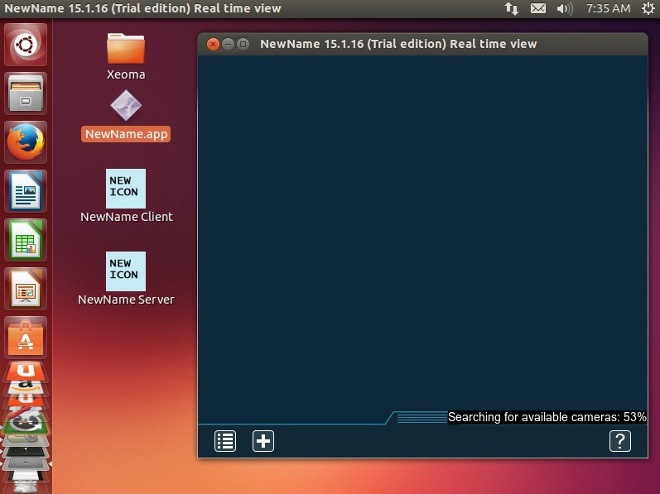 NewName 15.1.16 (Trial edition) Real time view
7:35 AM
NewName 15.1.16 (Trial edition) Real time view
Xeoma
NewName.app
NEW
ICON
NewName Client
NEW
ICON
NewName Server
Searching for available cameras: 53%
?